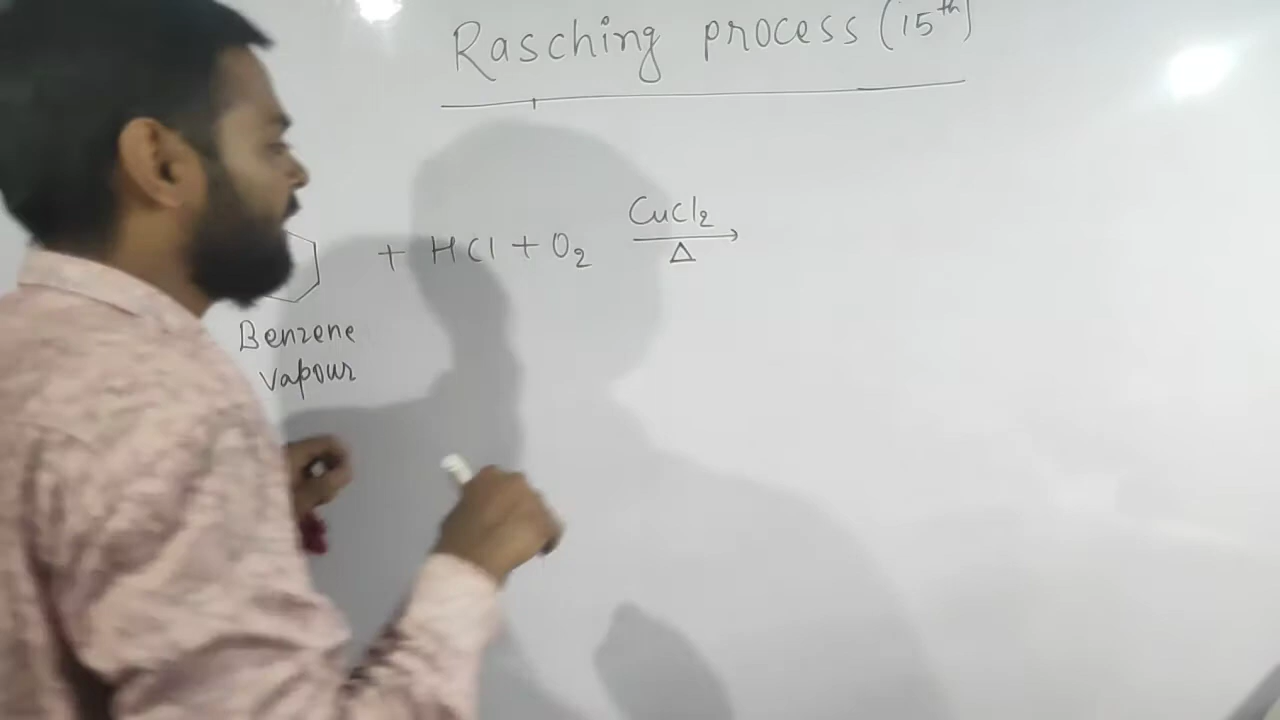 Rasching process (15th)
CuCl2
+ HCl + O2 →
Δ
Benzene
vapour